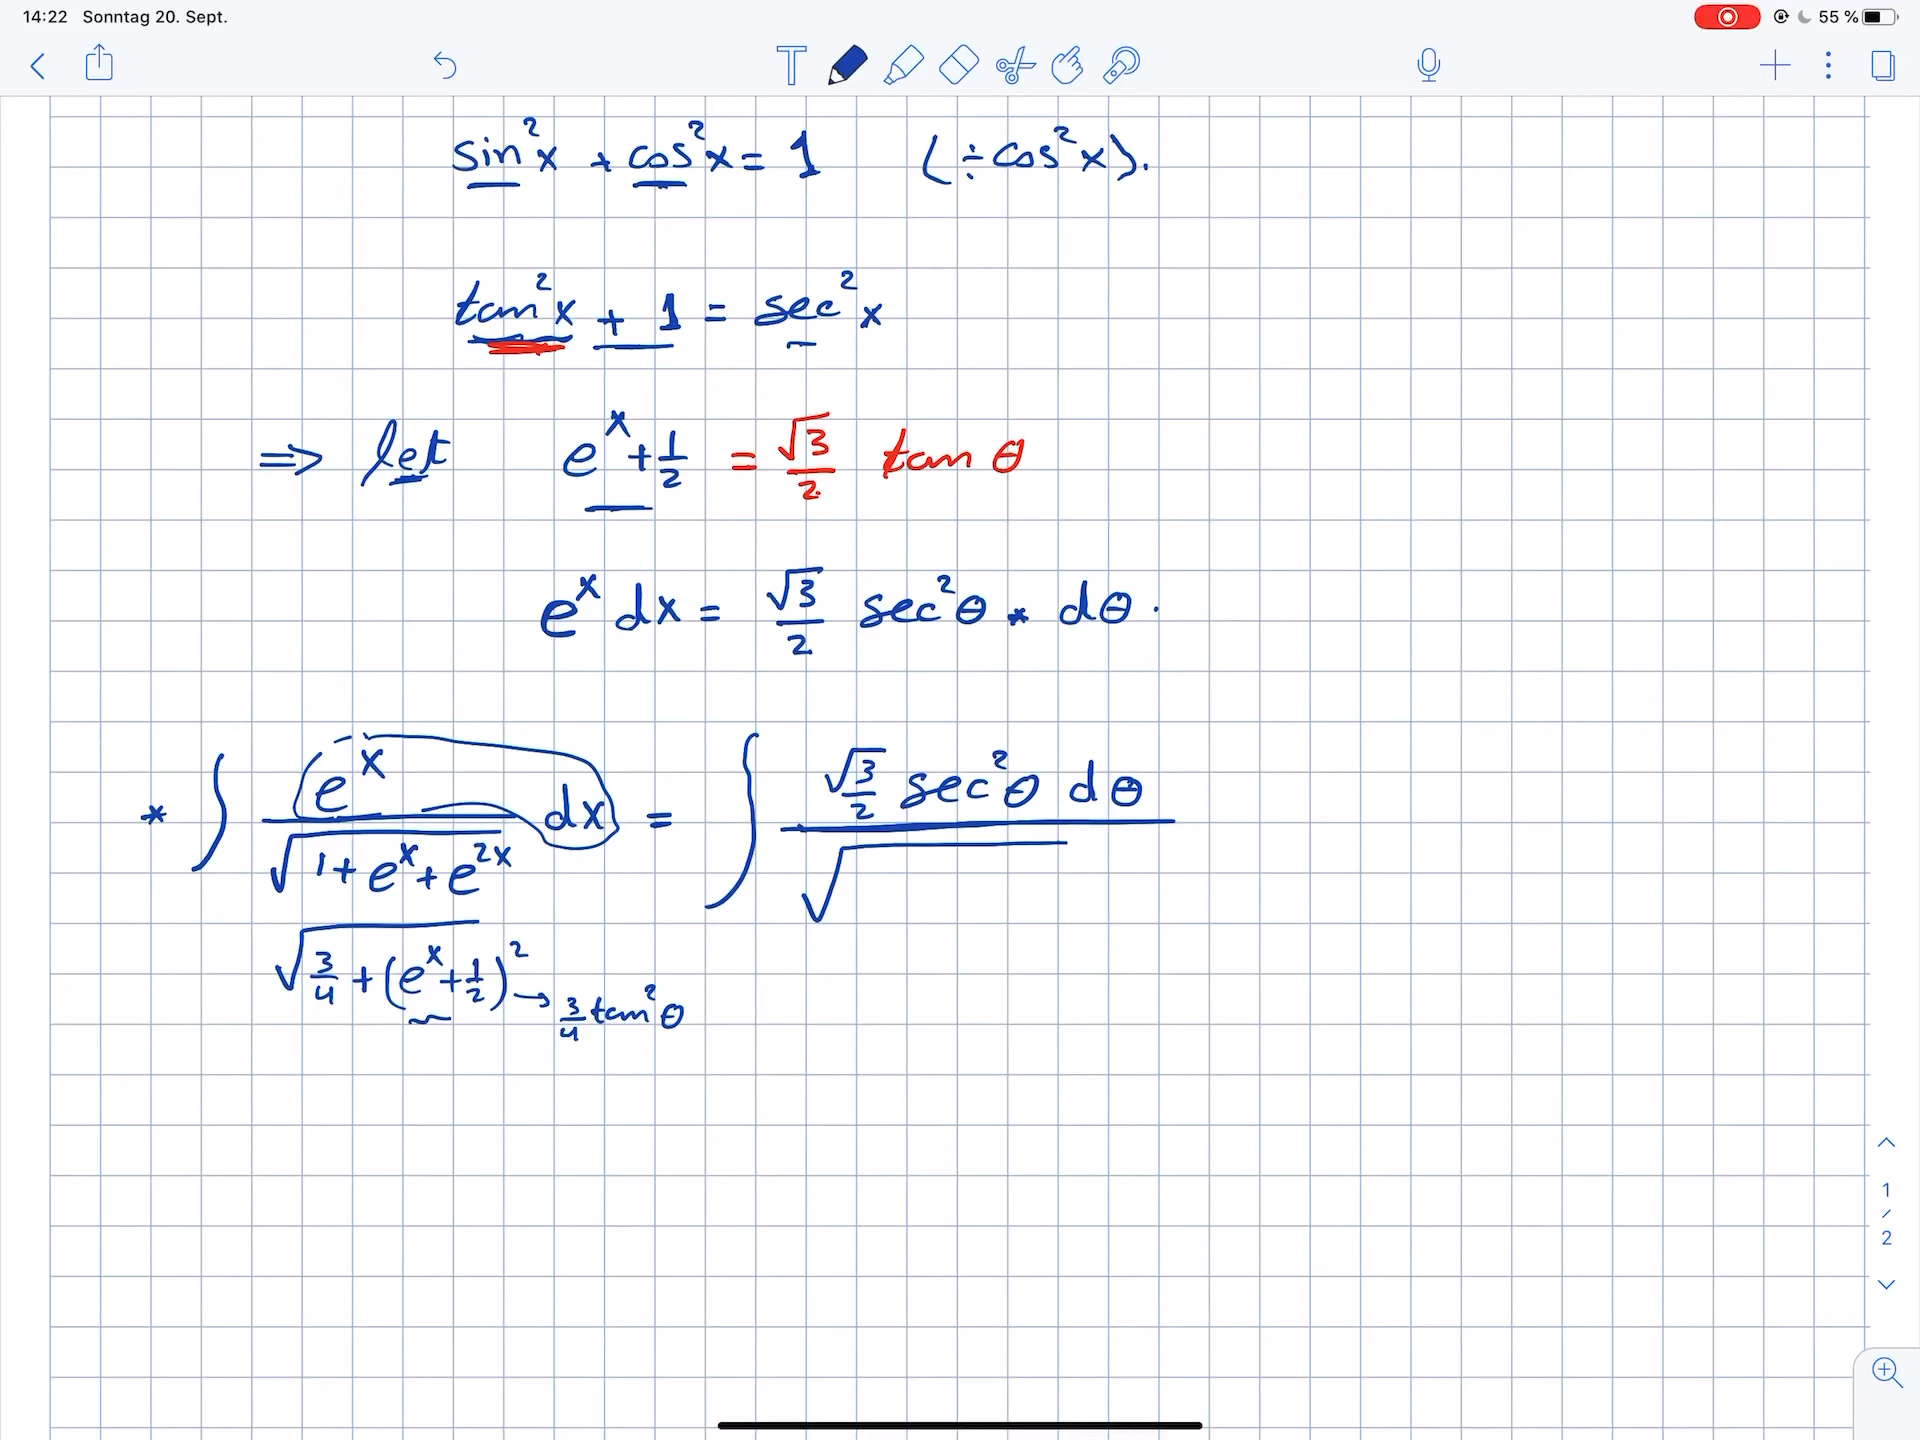 14:22 Sonntag 20. Sept. 55 %
T
sin²x + cos²x = 1 (÷ cos²x).
tan²x + 1 = sec²x
⇒ let e^x + 1/2 = √3/2 tan θ
e^x dx = √3/2 sec²θ * dθ.
* ∫ e^x/√(1 + e^x + e^2x) dx = ∫ √3/2 sec²θ dθ / √
√(3/4 + (e^x + 1/2)²) → 3/4 tan²θ
1
/
2